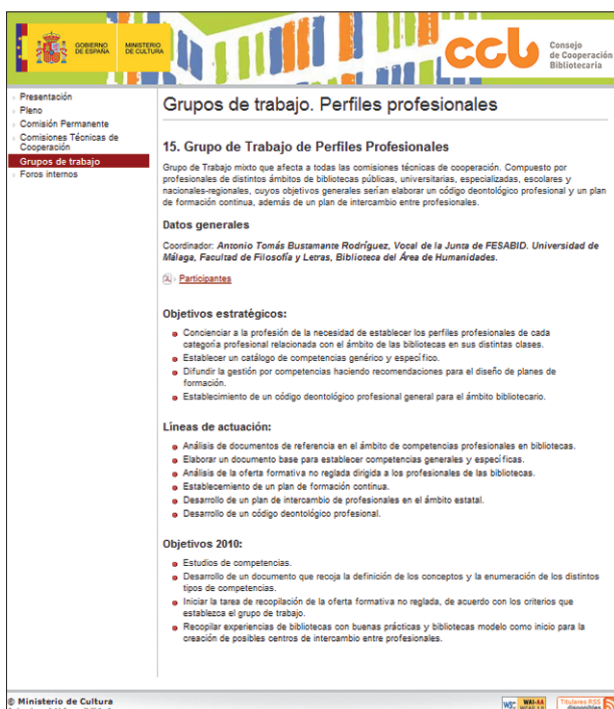 GOBIERNO
DE ESPAÑA
MINISTERIO
DE CULTURA
ccb
Consejo
de Cooperación
Bibliotecaria
Presentación
Pleno
Comisión Permanente
Comisiones Técnicas de
Cooperación
Grupos de trabajo
Foros internos
Grupos de trabajo. Perfiles profesionales
15. Grupo de Trabajo de Perfiles Profesionales
Grupo de Trabajo mixto que afecta a todas las comisiones técnicas de cooperación. Compuesto por
profesionales de distintos ámbitos de bibliotecas públicas, universitarias, especializadas, escolares y
nacionales-regionales, cuyos objetivos generales serían elaborar un código deontológico profesional y un plan
de formación continua, además de un plan de intercambio entre profesionales.
Datos generales
Coordinador: Antonio Tomás Bustamante Rodríguez, Vocal de la Junta de FESABID. Universidad de
Málaga, Facultad de Filosofía y Letras, Biblioteca del Área de Humanidades.
Participantes
Objetivos estratégicos:
Concienciar a la profesión de la necesidad de establecer los perfiles profesionales de cada
categoría profesional relacionada con el ámbito de las bibliotecas en sus distintas clases.
Establecer un catálogo de competencias genérico y específico.
Difundir la gestión por competencias haciendo recomendaciones para el diseño de planes de
formación.
Establecimiento de un código deontológico profesional general para el ámbito bibliotecario.
Líneas de actuación:
Análisis de documentos de referencia en el ámbito de competencias profesionales en bibliotecas.
Elaborar un documento base para establecer competencias generales y específicas.
Análisis de la oferta formativa no reglada dirigida a los profesionales de las bibliotecas.
Establecemiento de un plan de formación continua.
Desarrollo de un plan de intercambio de profesionales en el ámbito estatal.
Desarrollo de un código deontológico profesional.
Objetivos 2010:
Estudios de competencias.
Desarrollo de un documento que recoja la definición de los conceptos y la enumeración de los distintos
tipos de competencias.
Iniciar la tarea de recopilación de la oferta formativa no reglada, de acuerdo con los criterios que
establezca el grupo de trabajo.
Recopilar experiencias de bibliotecas con buenas prácticas y bibliotecas modelo como inicio para la
creación de posibles centros de intercambio entre profesionales.
© Ministerio de Cultura
W3C WAI-AA
Titulares RSS